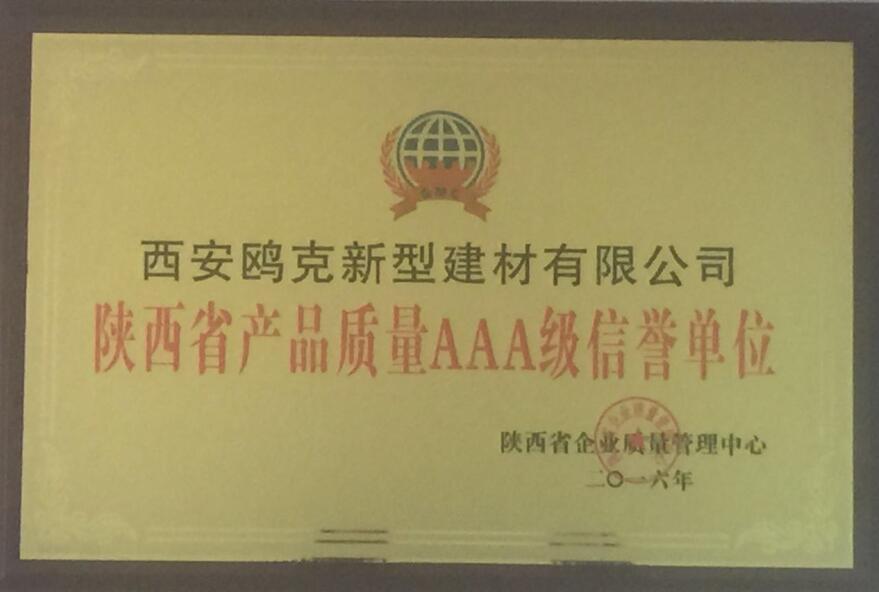 西安鸥克新型建材有限公司
陕西省产品质量AAA级信誉单位
陕西省企业质量管理中心
二〇一六年